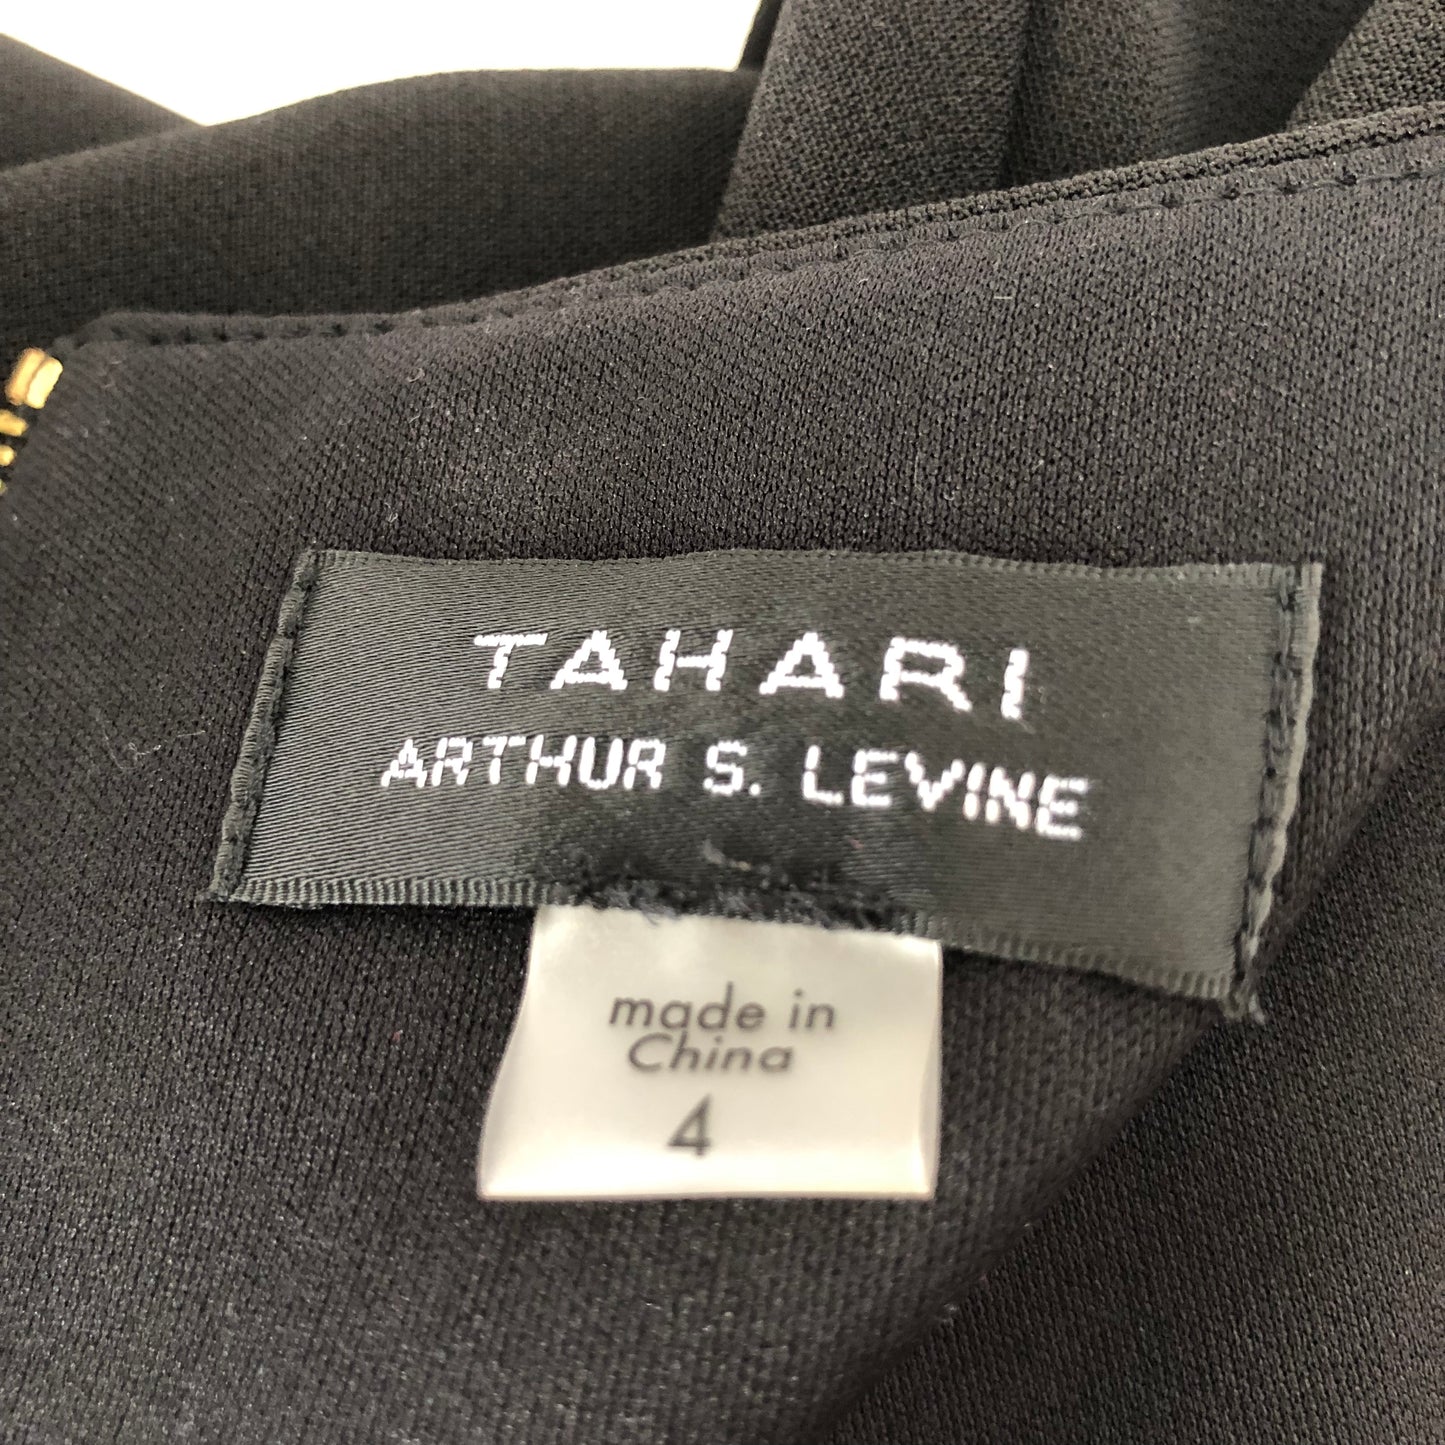 TAHARI
ARTHUR S. LEVINE
made in
China
4